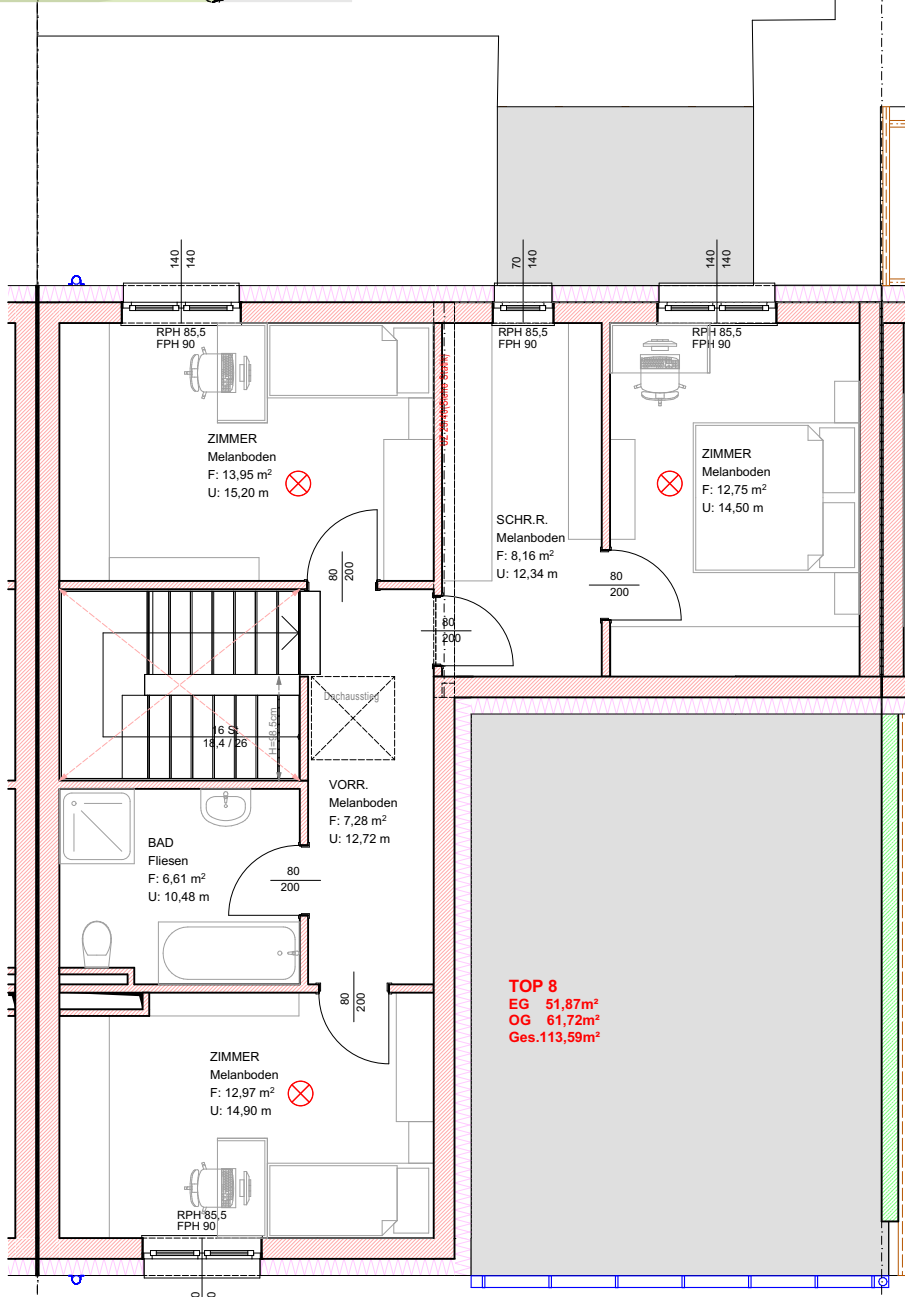 140
140
70
140
140
140
RPH 85,5
FPH 90
RPH 85,5
FPH 90
RPH 85,5
FPH 90
ZIMMER
Melanboden
F: 13,95 m²
U: 15,20 m
ZIMMER
Melanboden
F: 12,75 m²
U: 14,50 m
SCHR.R.
Melanboden
F: 8,16 m²
U: 12,34 m
80
200
80
200
80
200
Dachausstieg
16 S
18,4 / 26
H=98,5cm
VORR.
Melanboden
F: 7,28 m²
U: 12,72 m
BAD
Fliesen
F: 6,61 m²
U: 10,48 m
80
200
80
200
TOP 8
EG 51,87m²
OG 61,72m²
Ges.113,59m²
ZIMMER
Melanboden
F: 12,97 m²
U: 14,90 m
RPH 85,5
FPH 90